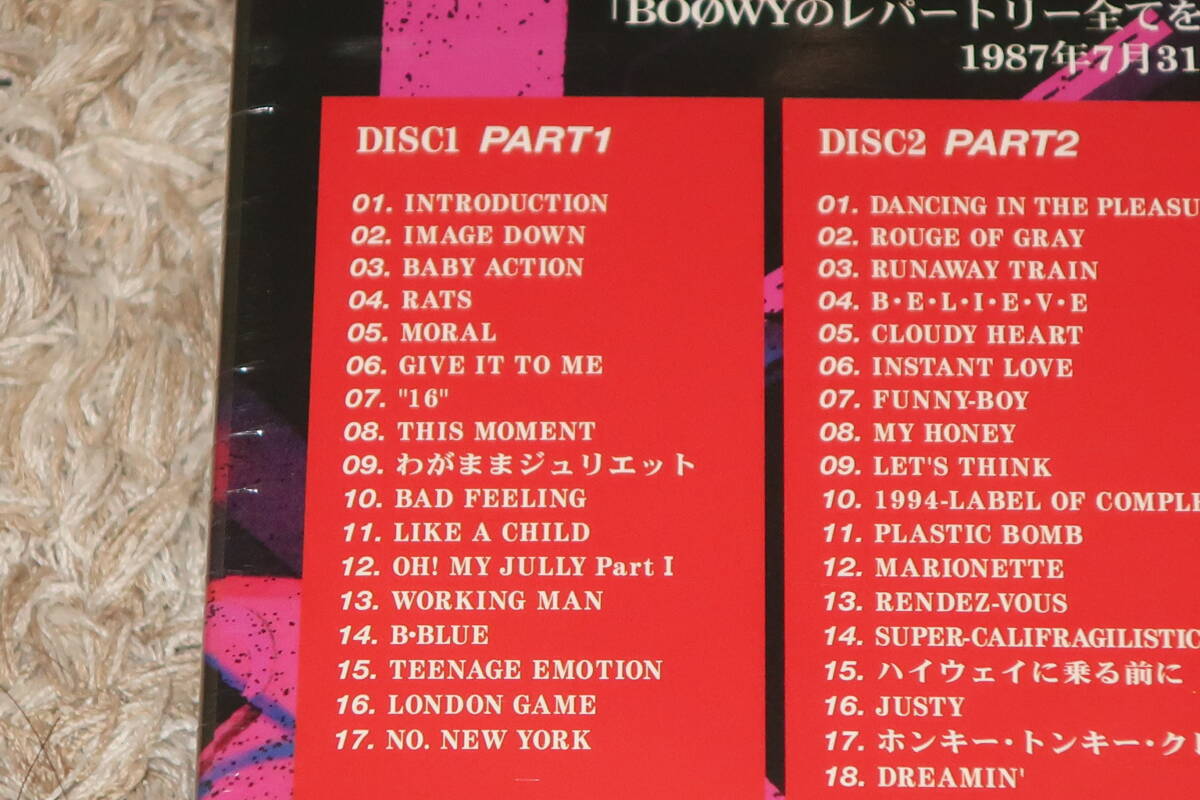 「BOØWYのレパートリー全てを
1987年7月31
DISC1 PART1
01. INTRODUCTION
02. IMAGE DOWN
03. BABY ACTION
04. RATS
05. MORAL
06. GIVE IT TO ME
07. "16"
08. THIS MOMENT
09. わがままジュリエット
10. BAD FEELING
11. LIKE A CHILD
12. OH! MY JULLY Part I
13. WORKING MAN
14. B•BLUE
15. TEENAGE EMOTION
16. LONDON GAME
17. NO. NEW YORK
DISC2 PART2
01. DANCING IN THE PLEASU
02. ROUGE OF GRAY
03. RUNAWAY TRAIN
04. B•E•L•I•E•V•E
05. CLOUDY HEART
06. INSTANT LOVE
07. FUNNY-BOY
08. MY HONEY
09. LET'S THINK
10. 1994-LABEL OF COMPLE
11. PLASTIC BOMB
12. MARIONETTE
13. RENDEZ-VOUS
14. SUPER-CALIFRAGILISTIC
15. ハイウェイに乗る前に
16. JUSTY
17. ホンキー・トンキー・クレ
18. DREAMIN'